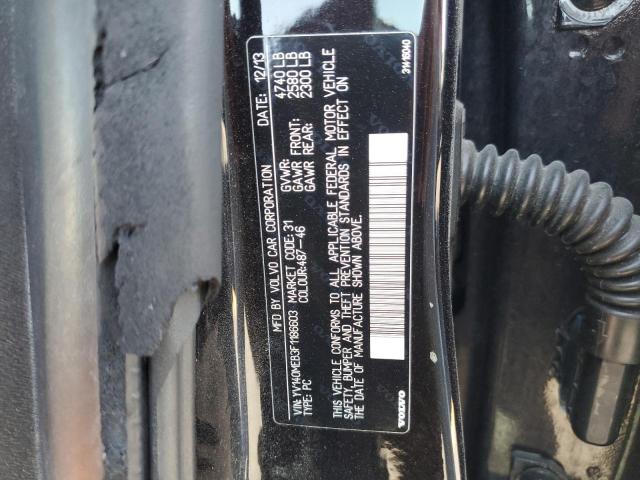 MFD BY VOLVO CAR CORPORATION DATE: 12/13
GVWR: 4740 LB
GAWR FRONT: 2580 LB
GAWR REAR: 2300 LB
VIN: YV140MEB3F1186603 MARKET CODE: 31
TYPE: PC COLOUR:487-46
THIS VEHICLE CONFORMS TO ALL APPLICABLE FEDERAL MOTOR VEHICLE
SAFETY, BUMPER AND THEFT PREVENTION STANDARDS IN EFFECT ON
THE DATE OF MANUFACTURE SHOWN ABOVE.
VOLVO
31416040